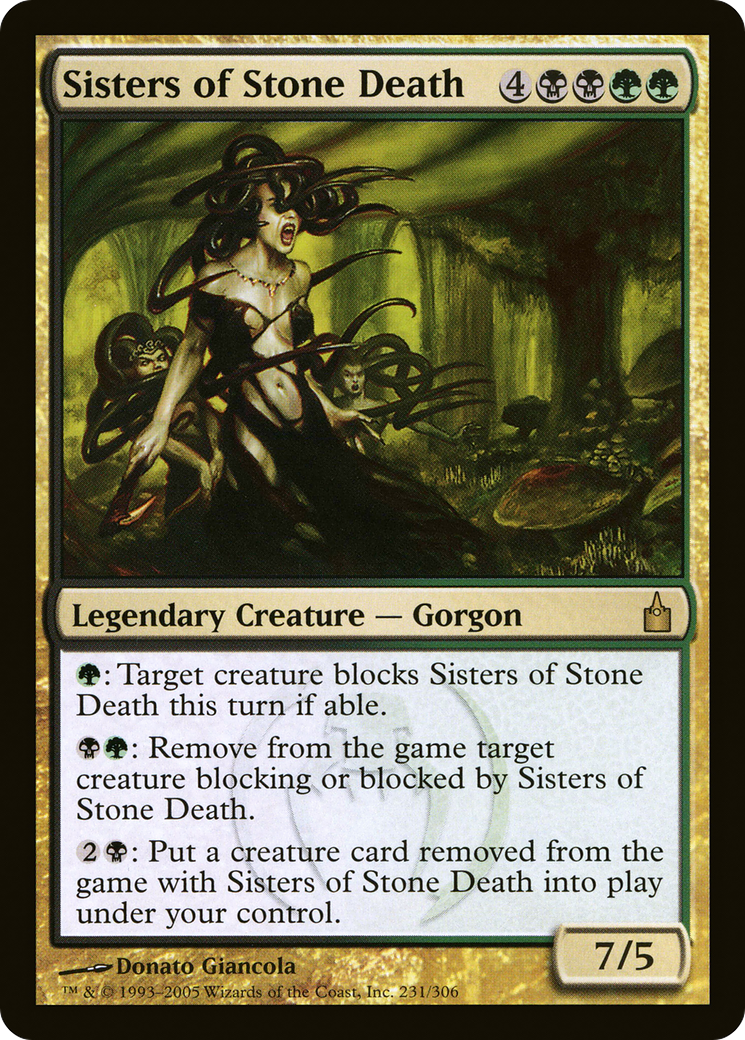 Sisters of Stone Death 4
Legendary Creature — Gorgon
: Target creature blocks Sisters of Stone
Death this turn if able.
: Remove from the game target
creature blocking or blocked by Sisters of
Stone Death.
2 : Put a creature card removed from the
game with Sisters of Stone Death into play
under your control.
7/5
Donato Giancola
™ & © 1993–2005 Wizards of the Coast, Inc. 231/306